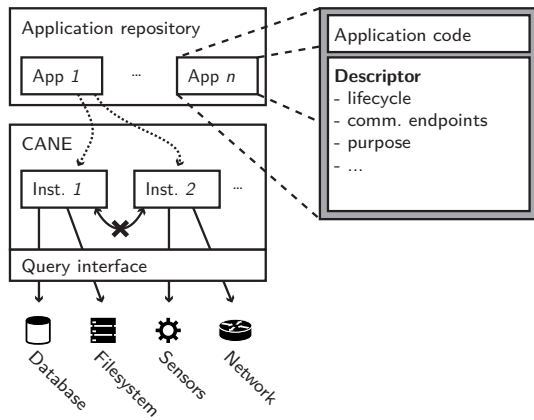 Application repository
App 1
...
App n
Application code
Descriptor
- lifecycle
- comm. endpoints
- purpose
- ...
CANE
Inst. 1
Inst. 2
...
Query interface
Database
Filesystem
Sensors
Network